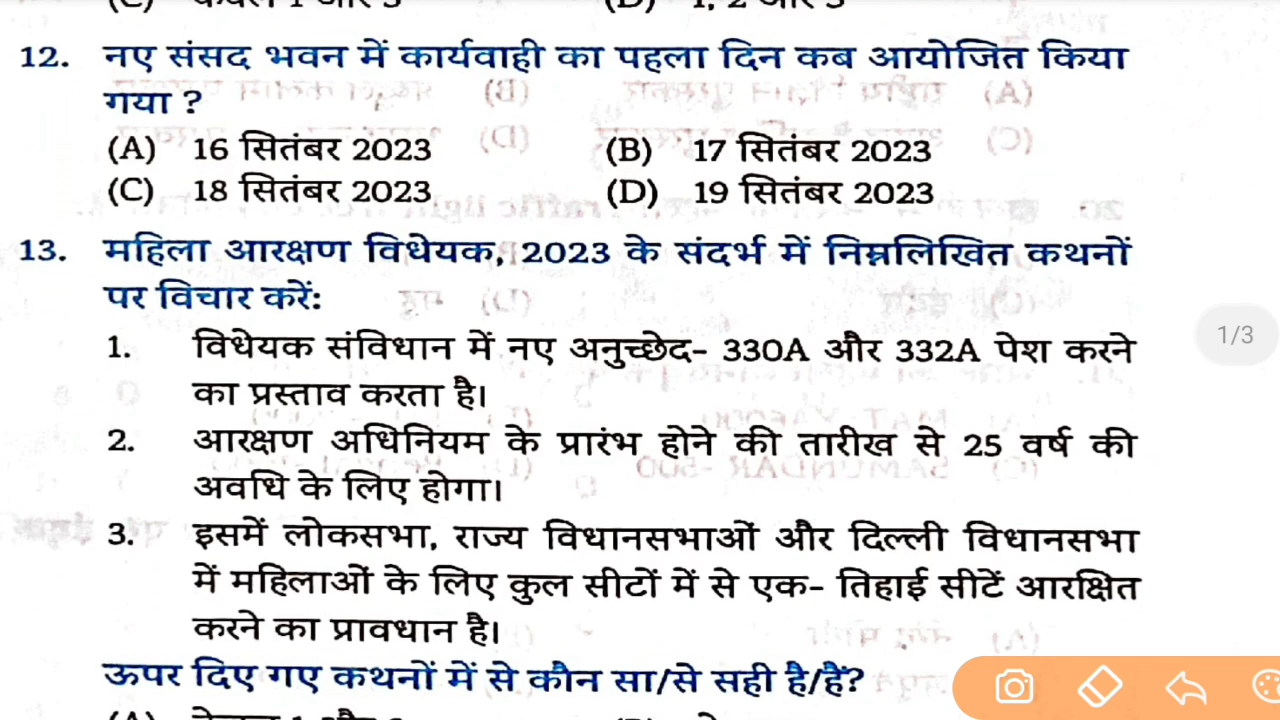 12. नए संसद भवन में कार्यवाही का पहला दिन कब आयोजित किया
गया ?
(A) 16 सितंबर 2023 (B) 17 सितंबर 2023
(C) 18 सितंबर 2023 (D) 19 सितंबर 2023
13. महिला आरक्षण विधेयक, 2023 के संदर्भ में निम्नलिखित कथनों
पर विचार करें:
1. विधेयक संविधान में नए अनुच्छेद- 330A और 332A पेश करने
का प्रस्ताव करता है।
1/3
2. आरक्षण अधिनियम के प्रारंभ होने की तारीख से 25 वर्ष की
अवधि के लिए होगा।
3. इसमें लोकसभा, राज्य विधानसभाओं और दिल्ली विधानसभा
में महिलाओं के लिए कुल सीटों में से एक- तिहाई सीटें आरक्षित
करने का प्रावधान है।
ऊपर दिए गए कथनों में से कौन सा/से सही है/हैं?